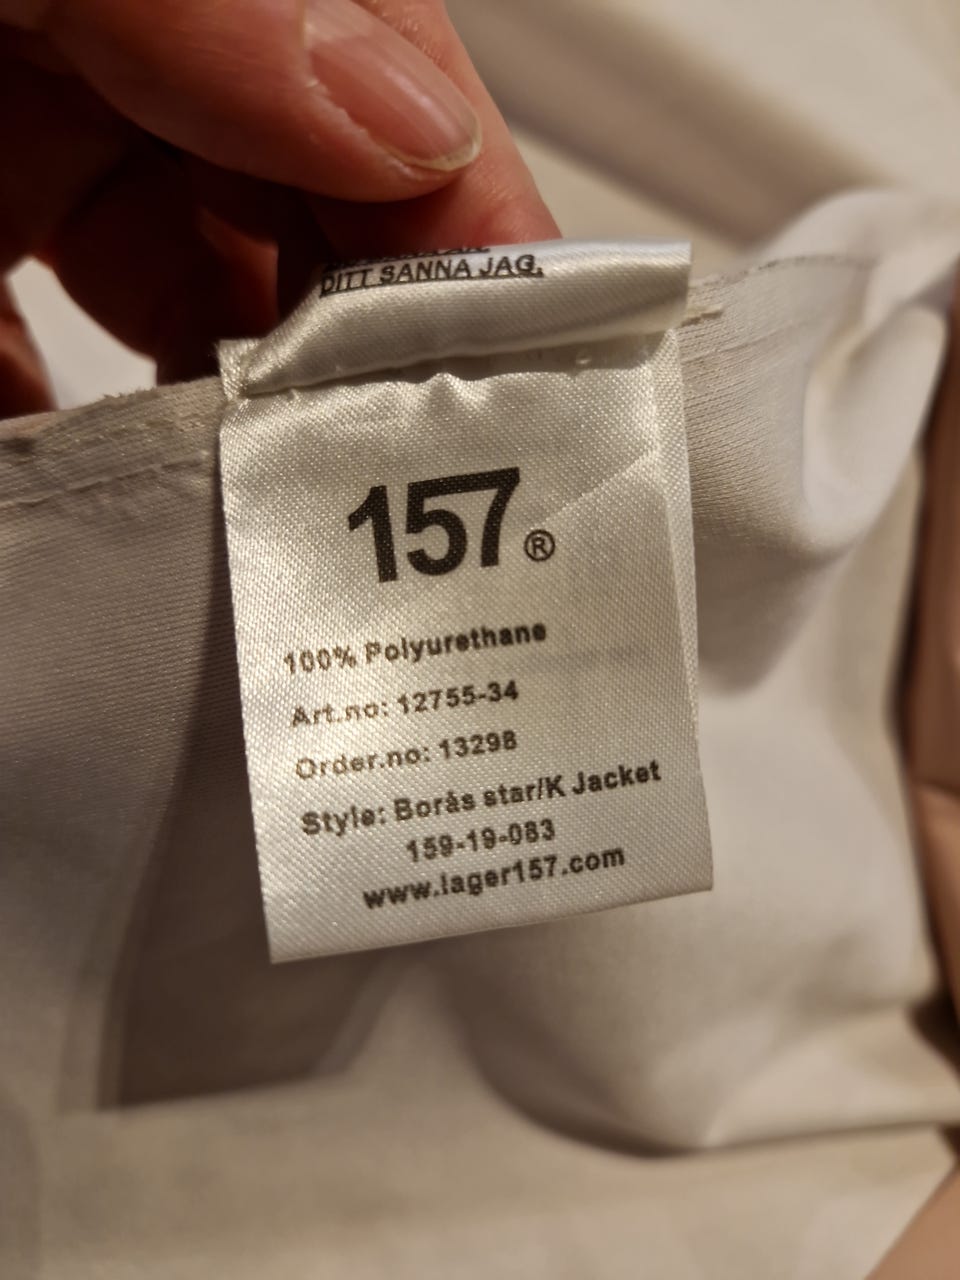 DITT SANNA JAG.
157®
100% Polyurethane
Art.no: 12755-34
Order.no: 13298
Style: Borås star/K Jacket
159-19-083
www.lager157.com